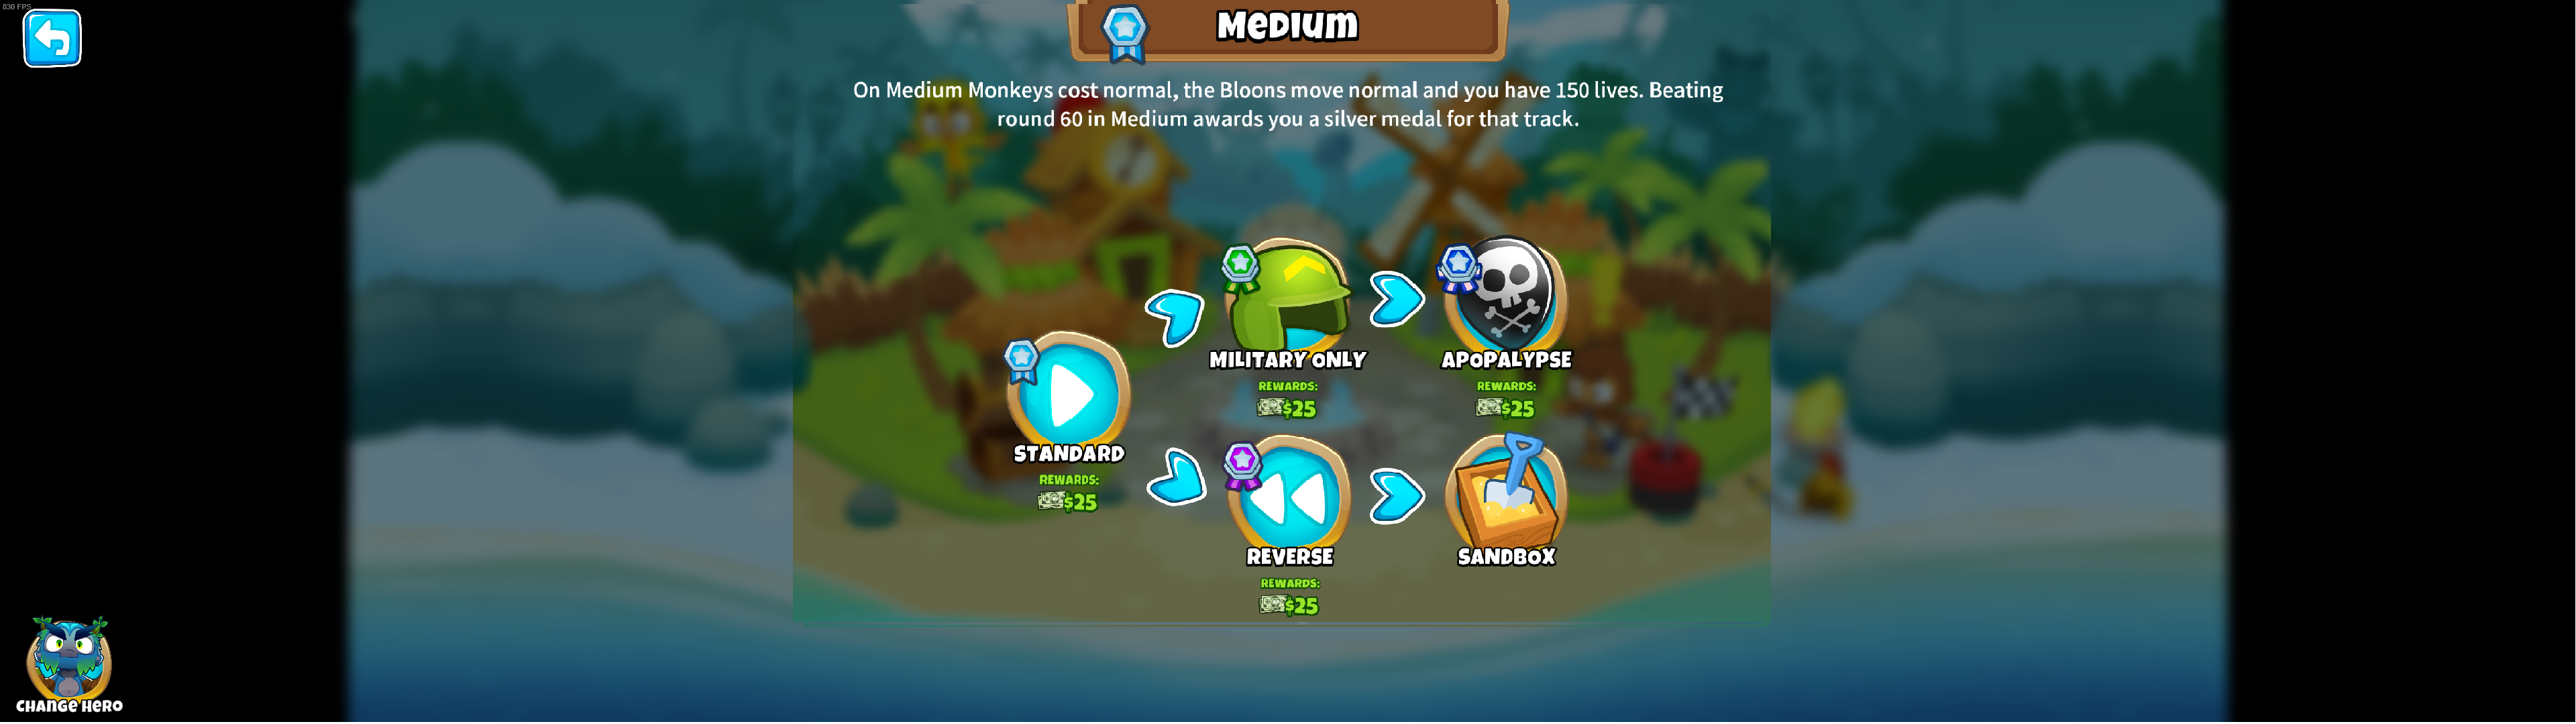 830 FPS
Medium
On Medium Monkeys cost normal, the Bloons move normal and you have 150 lives. Beating
round 60 in Medium awards you a silver medal for that track.
STANDARD
REWARDS:
$25
MILITARY ONLY
REWARDS:
$25
APOPALYPSE
REWARDS:
$25
REVERSE
REWARDS:
$25
SANDBOX
CHANGE HERO